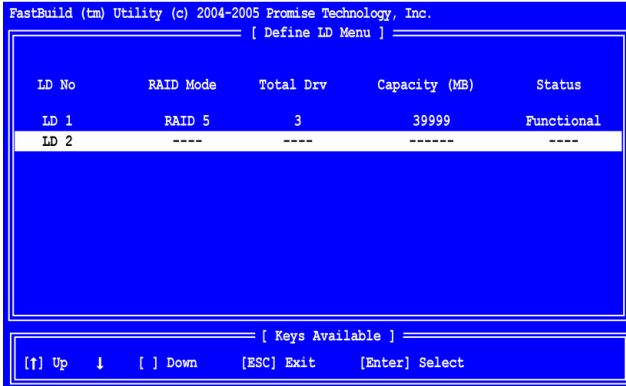 FastBuild (tm) Utility (c) 2004-2005 Promise Technology, Inc.
[ Define LD Menu ]
LD No RAID Mode Total Drv Capacity (MB) Status
LD 1 RAID 5 3 39999 Functional
LD 2 ---- ---- ------ ----
[ Keys Available ]
[↑] Up ↓ [ ] Down [ESC] Exit [Enter] Select